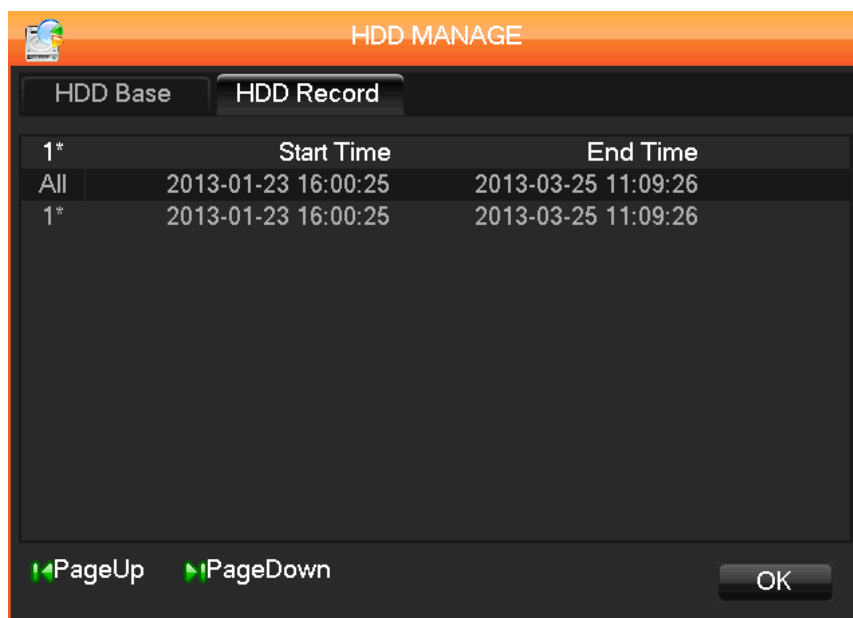 HDD MANAGE
HDD Base HDD Record
1* Start Time End Time
All 2013-01-23 16:00:25 2013-03-25 11:09:26
1* 2013-01-23 16:00:25 2013-03-25 11:09:26
PageUp PageDown
OK